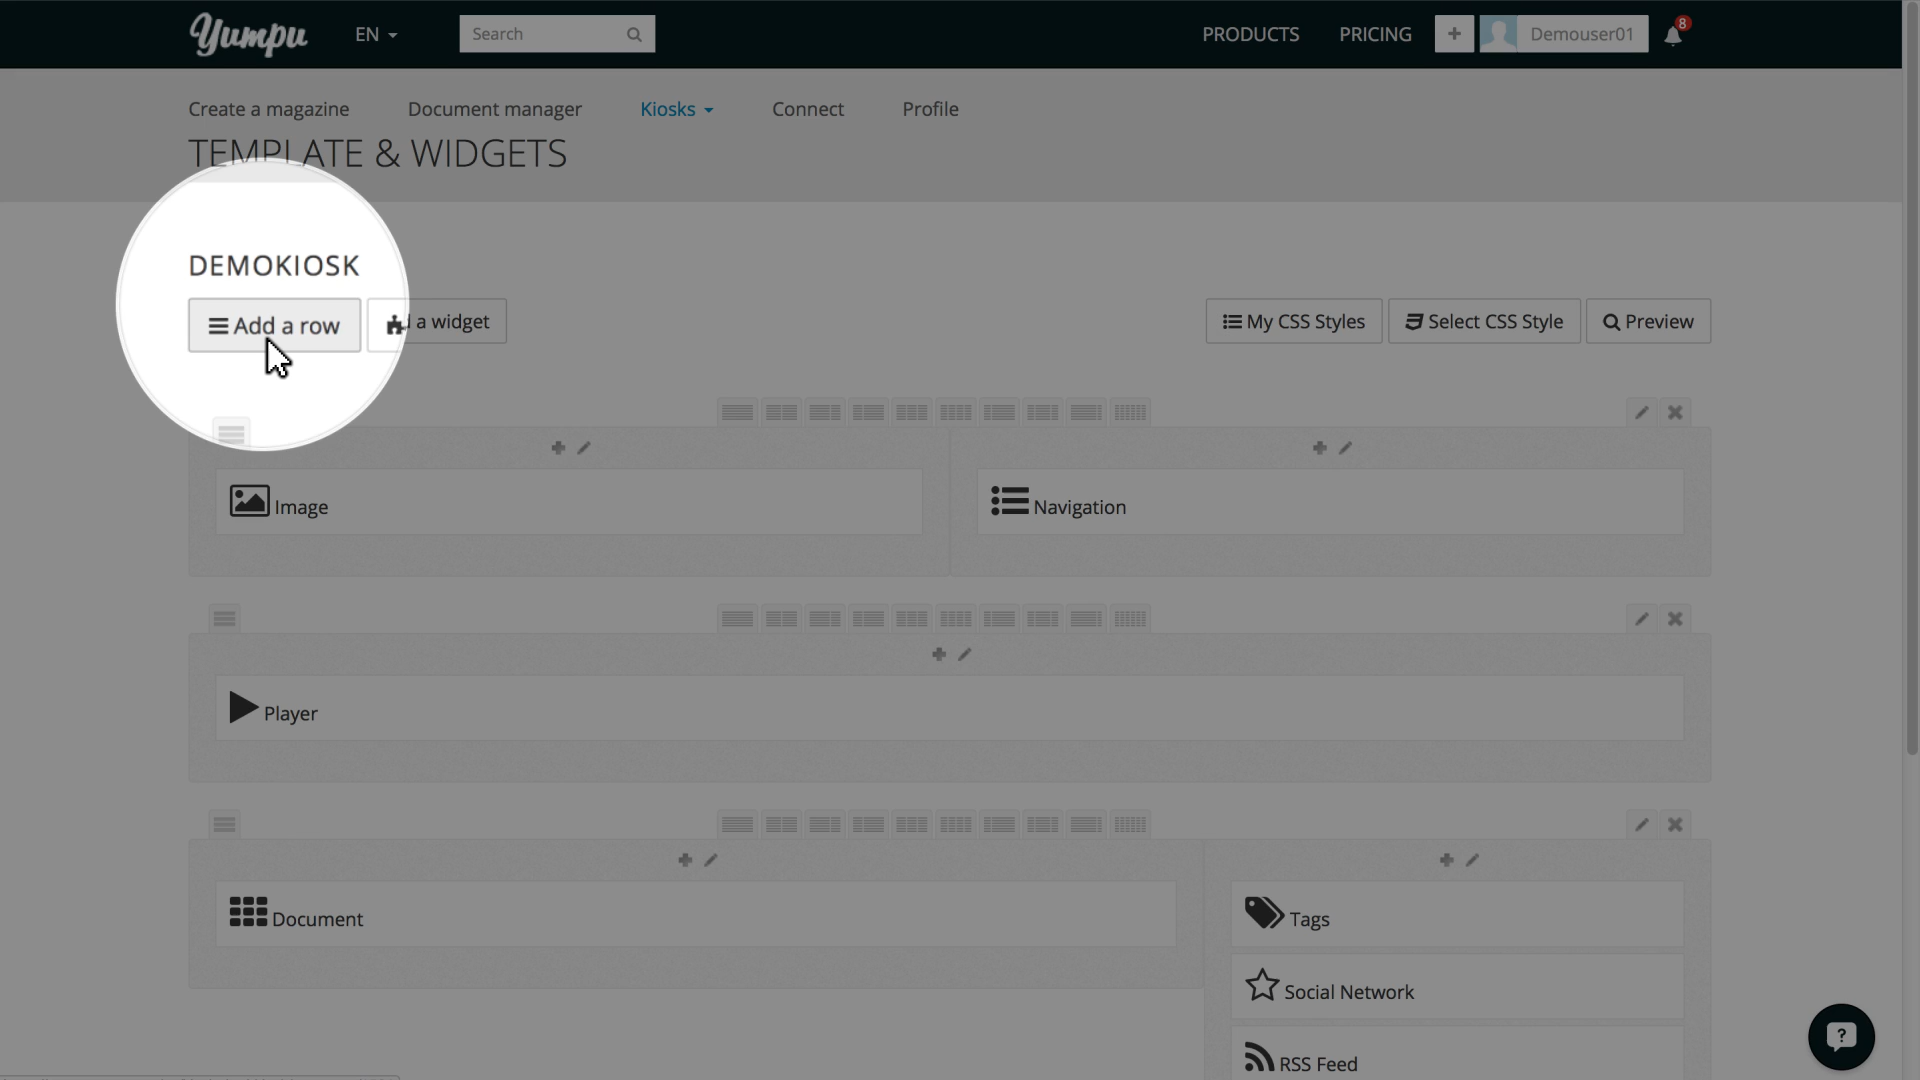 Yumpu EN Search PRODUCTS PRICING Demouser01 8
Create a magazine Document manager Kiosks Connect Profile
TEMPLATE & WIDGETS
DEMOKIOSK
Add a row a widget My CSS Styles Select CSS Style Preview
Image Navigation
Player
Document Tags
Social Network
RSS Feed